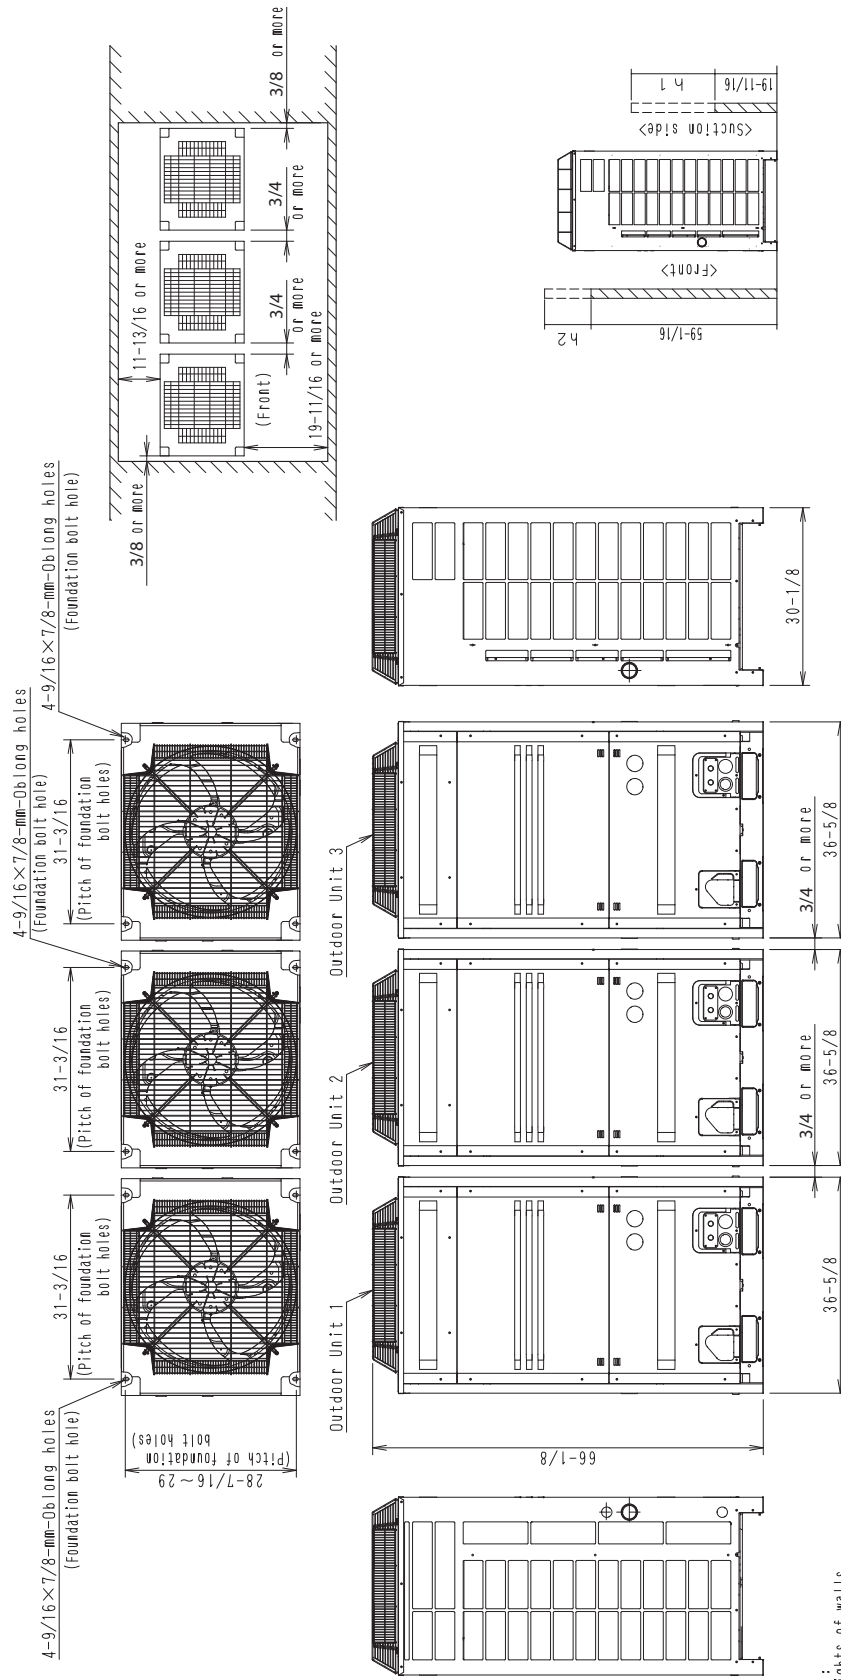 4-9/16×7/8-mm-Oblong holes
(Foundation bolt hole)
28-7/16~29
(Pitch of foundation
bolt holes)
31-3/16
(Pitch of foundation
bolt holes)
31-3/16
(Pitch of foundation
bolt holes)
4-9/16×7/8-mm-Oblong holes
(Foundation bolt hole)
31-3/16
(Pitch of foundation
bolt holes)
4-9/16×7/8-mm-Oblong holes
(Foundation bolt hole)
3/8 or more
11-13/16 or more
(Front)
19-11/16 or more
3/4
or more
3/4
or more
3/8 or more
66-1/8
Outdoor Unit 1
36-5/8
Outdoor Unit 2
3/4 or more
36-5/8
Outdoor Unit 3
3/4 or more
36-5/8
30-1/8
h2
59-1/16
<Front>
<Suction side>
h1
19-11/16
of walls